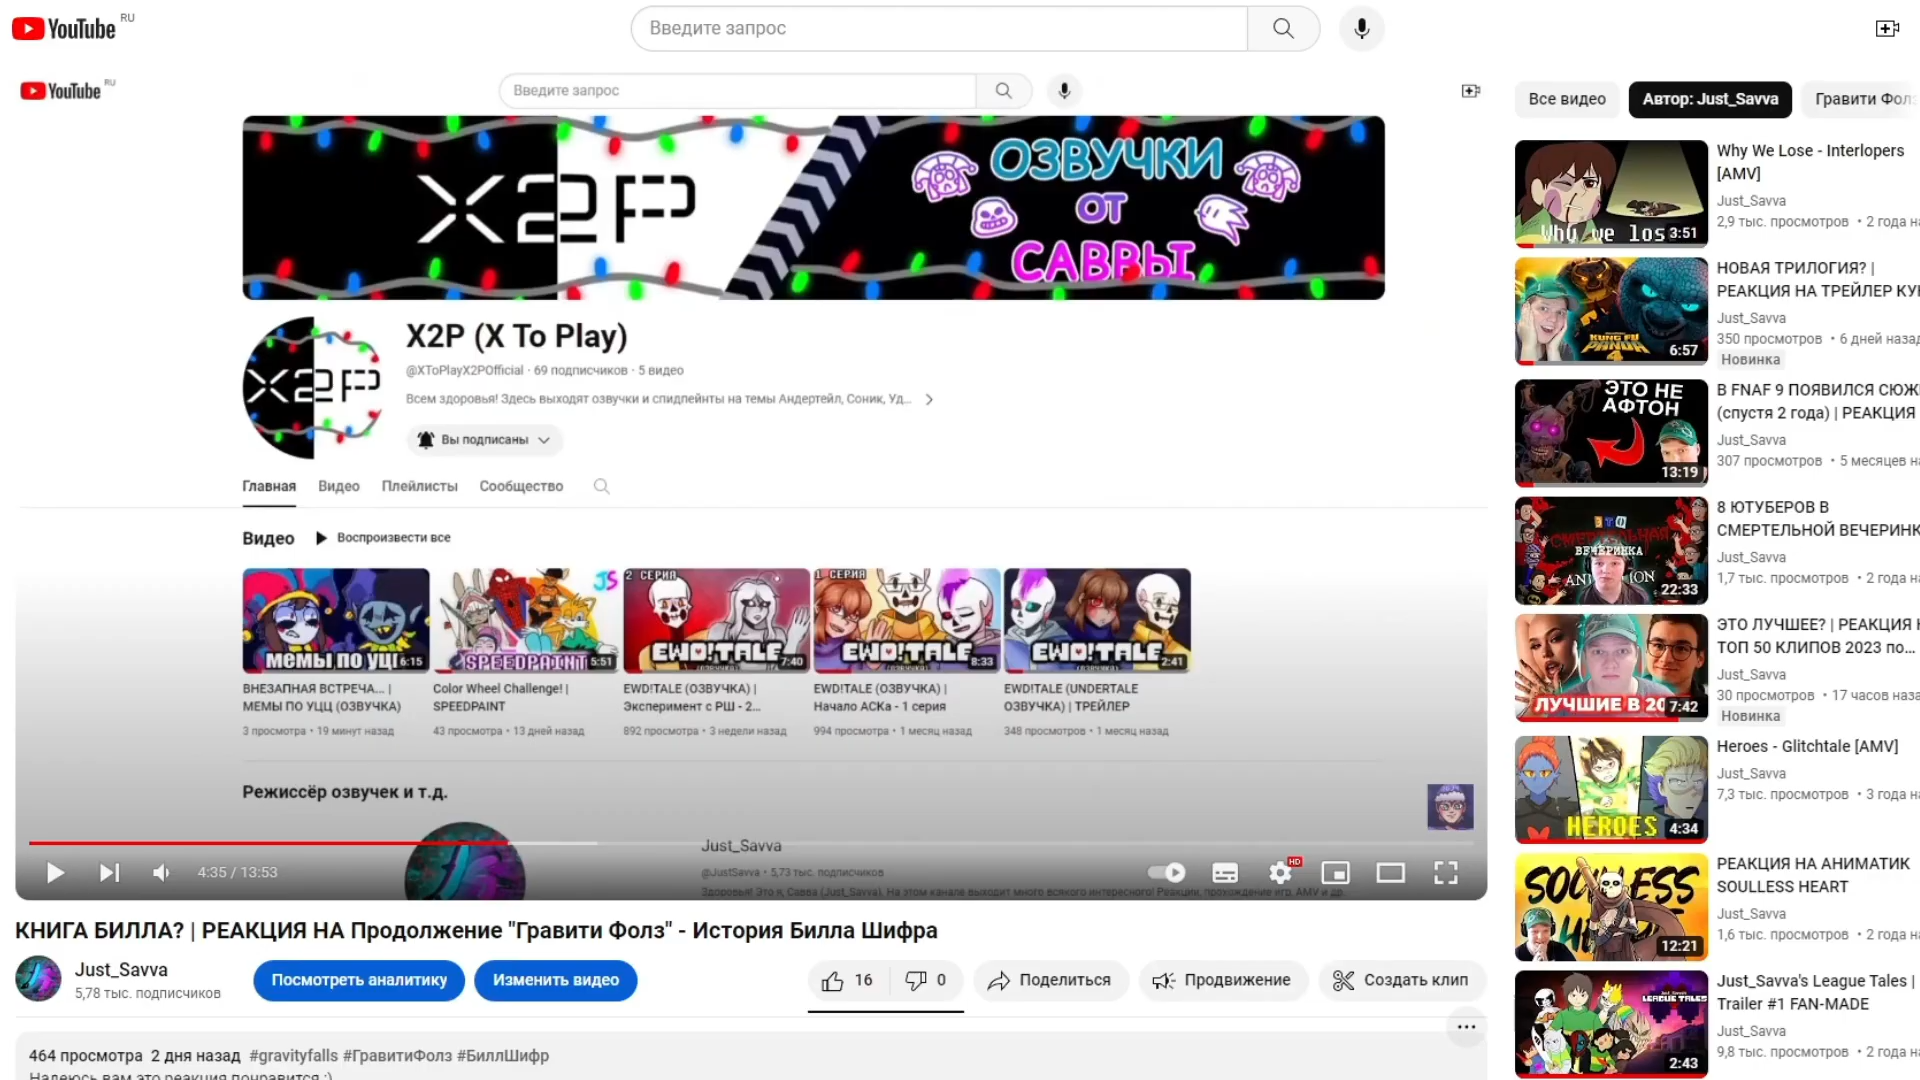 YouTube RU
Введите запрос
YouTube RU
Введите запрос
X2P
ОЗВУЧКИ
ОТ
САВВЫ
X2P
X2P (X To Play)
@XToPlayX2POfficial · 69 подписчиков · 5 видео
Всем здоровья! Здесь выходят озвучки и спидпейнты на темы Андертейл, Соник, Уд...
Вы подписаны
Главная Видео Плейлисты Сообщество
Видео Воспроизвести все
МЕМЫ ПО УЦЦ 6:15
JS
SPEEDPAINT 5:51
2 СЕРИЯ
EWD!TALE 7:40
1 СЕРИЯ
EWD!TALE 8:33
EWD!TALE 2:41
ВНЕЗАПНАЯ ВСТРЕЧА... |
МЕМЫ ПО УЦЦ (ОЗВУЧКА)
3 просмотра • 19 минут назад
Color Wheel Challenge! |
SPEEDPAINT
43 просмотра • 13 дней назад
EWD!TALE (ОЗВУЧКА) |
Эксперимент с РШ - 2...
892 просмотра • 3 недели назад
EWD!TALE (ОЗВУЧКА) |
Начало АСКа - 1 серия
994 просмотра • 1 месяц назад
EWD!TALE (UNDERTALE
ОЗВУЧКА) | ТРЕЙЛЕР
348 просмотров • 1 месяц назад
Режиссёр озвучек и т.д.
Just_Savva
@JustSavva • 5,73 тыс. подписчиков
Здоровья! Это я, Савва (Just_Savva). На этом канале выходит много всякого интересного! Реакции, прохождение игр, AMV и др.
4:35 / 13:53
HD
КНИГА БИЛЛА? | РЕАКЦИЯ НА Продолжение "Гравити Фолз" - История Билла Шифра
Just_Savva
5,78 тыс. подписчиков
Посмотреть аналитику
Изменить видео
16
0
Поделиться
Продвижение
Создать клип
464 просмотра 2 дня назад #gravityfalls #ГравитиФолз #БиллШифр
Надеюсь вам это реакция понравится :)
Все видео
Автор: Just_Savva
Гравити Фол
Why we los 3:51
Why We Lose - Interlopers
[AMV]
Just_Savva
2,9 тыс. просмотров • 2 года на
KUNG FU
PANDA
4
6:57
НОВАЯ ТРИЛОГИЯ? |
РЕАКЦИЯ НА ТРЕЙЛЕР КУН
Just_Savva
350 просмотров • 6 дней назад
Новинка
ЭТО НЕ
АФТОН
13:19
В FNAF 9 ПОЯВИЛСЯ СЮЖ
(спустя 2 года) | РЕАКЦИЯ
Just_Savva
307 просмотров • 5 месяцев на
ЭТО
СМЕРТЕЛЬНАЯ
ВЕЧЕРИНКА
22:33
8 ЮТУБЕРОВ В
СМЕРТЕЛЬНОЙ ВЕЧЕРИНК
Just_Savva
1,7 тыс. просмотров • 2 года на
ЛУЧШИЕ В 20 7:42
ЭТО ЛУЧШЕЕ? | РЕАКЦИЯ Н
ТОП 50 КЛИПОВ 2023 по...
Just_Savva
30 просмотров • 17 часов наза
Новинка
HEROES 4:34
Heroes - Glitchtale [AMV]
Just_Savva
7,3 тыс. просмотров • 3 года на
SOULLESS
12:21
РЕАКЦИЯ НА АНИМАТИК
SOULLESS HEART
Just_Savva
1,6 тыс. просмотров • 2 года на
LEAGUE TALES
2:43
Just_Savva's League Tales |
Trailer #1 FAN-MADE
Just_Savva
9,8 тыс. просмотров • 2 года на